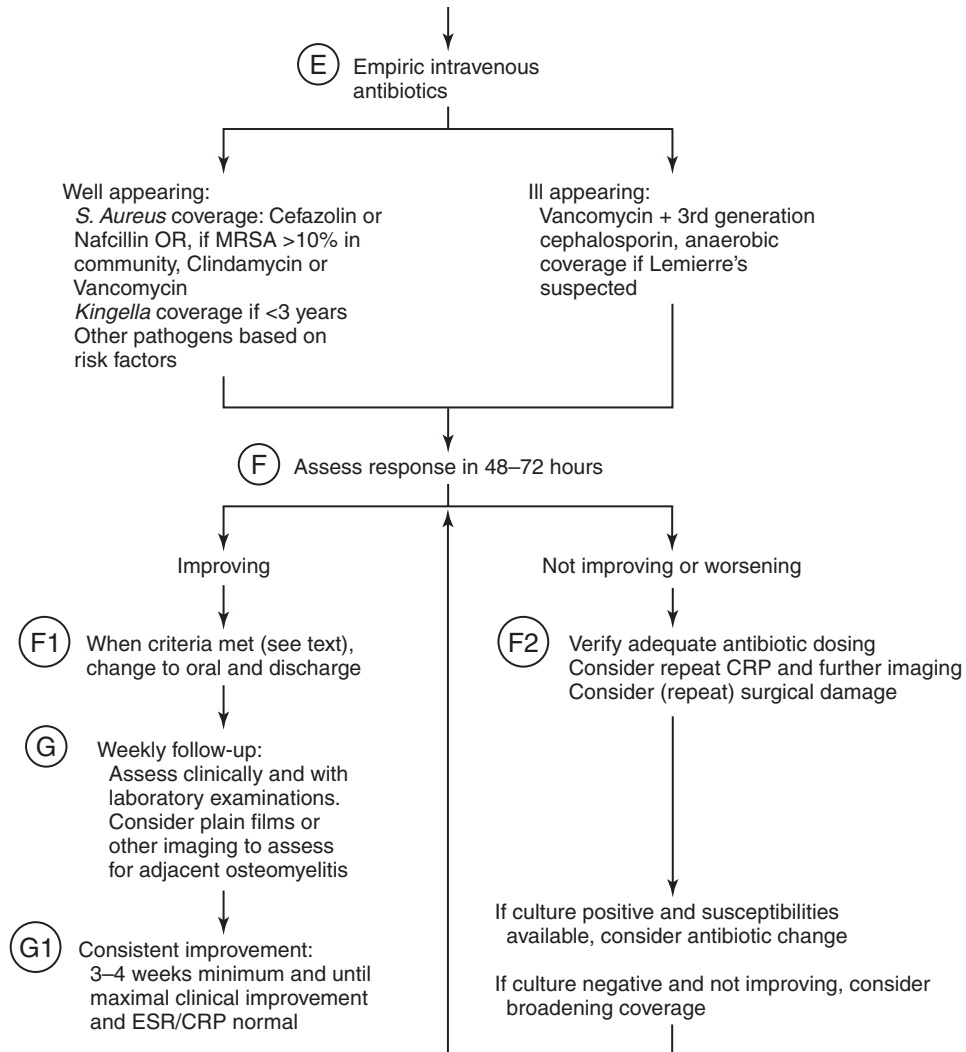 E Empiric intravenous
antibiotics
Well appearing:
S. Aureus coverage: Cefazolin or
Nafcillin OR, if MRSA >10% in
community, Clindamycin or
Vancomycin
Kingella coverage if <3 years
Other pathogens based on
risk factors
Ill appearing:
Vancomycin + 3rd generation
cephalosporin, anaerobic
coverage if Lemierre's
suspected
F Assess response in 48–72 hours
Improving
F1 When criteria met (see text),
change to oral and discharge
G Weekly follow-up:
Assess clinically and with
laboratory examinations.
Consider plain films or
other imaging to assess
for adjacent osteomyelitis
G1 Consistent improvement:
3–4 weeks minimum and until
maximal clinical improvement
and ESR/CRP normal
Not improving or worsening
F2 Verify adequate antibiotic dosing
Consider repeat CRP and further imaging
Consider (repeat) surgical damage
If culture positive and susceptibilities
available, consider antibiotic change
If culture negative and not improving, consider
broadening coverage